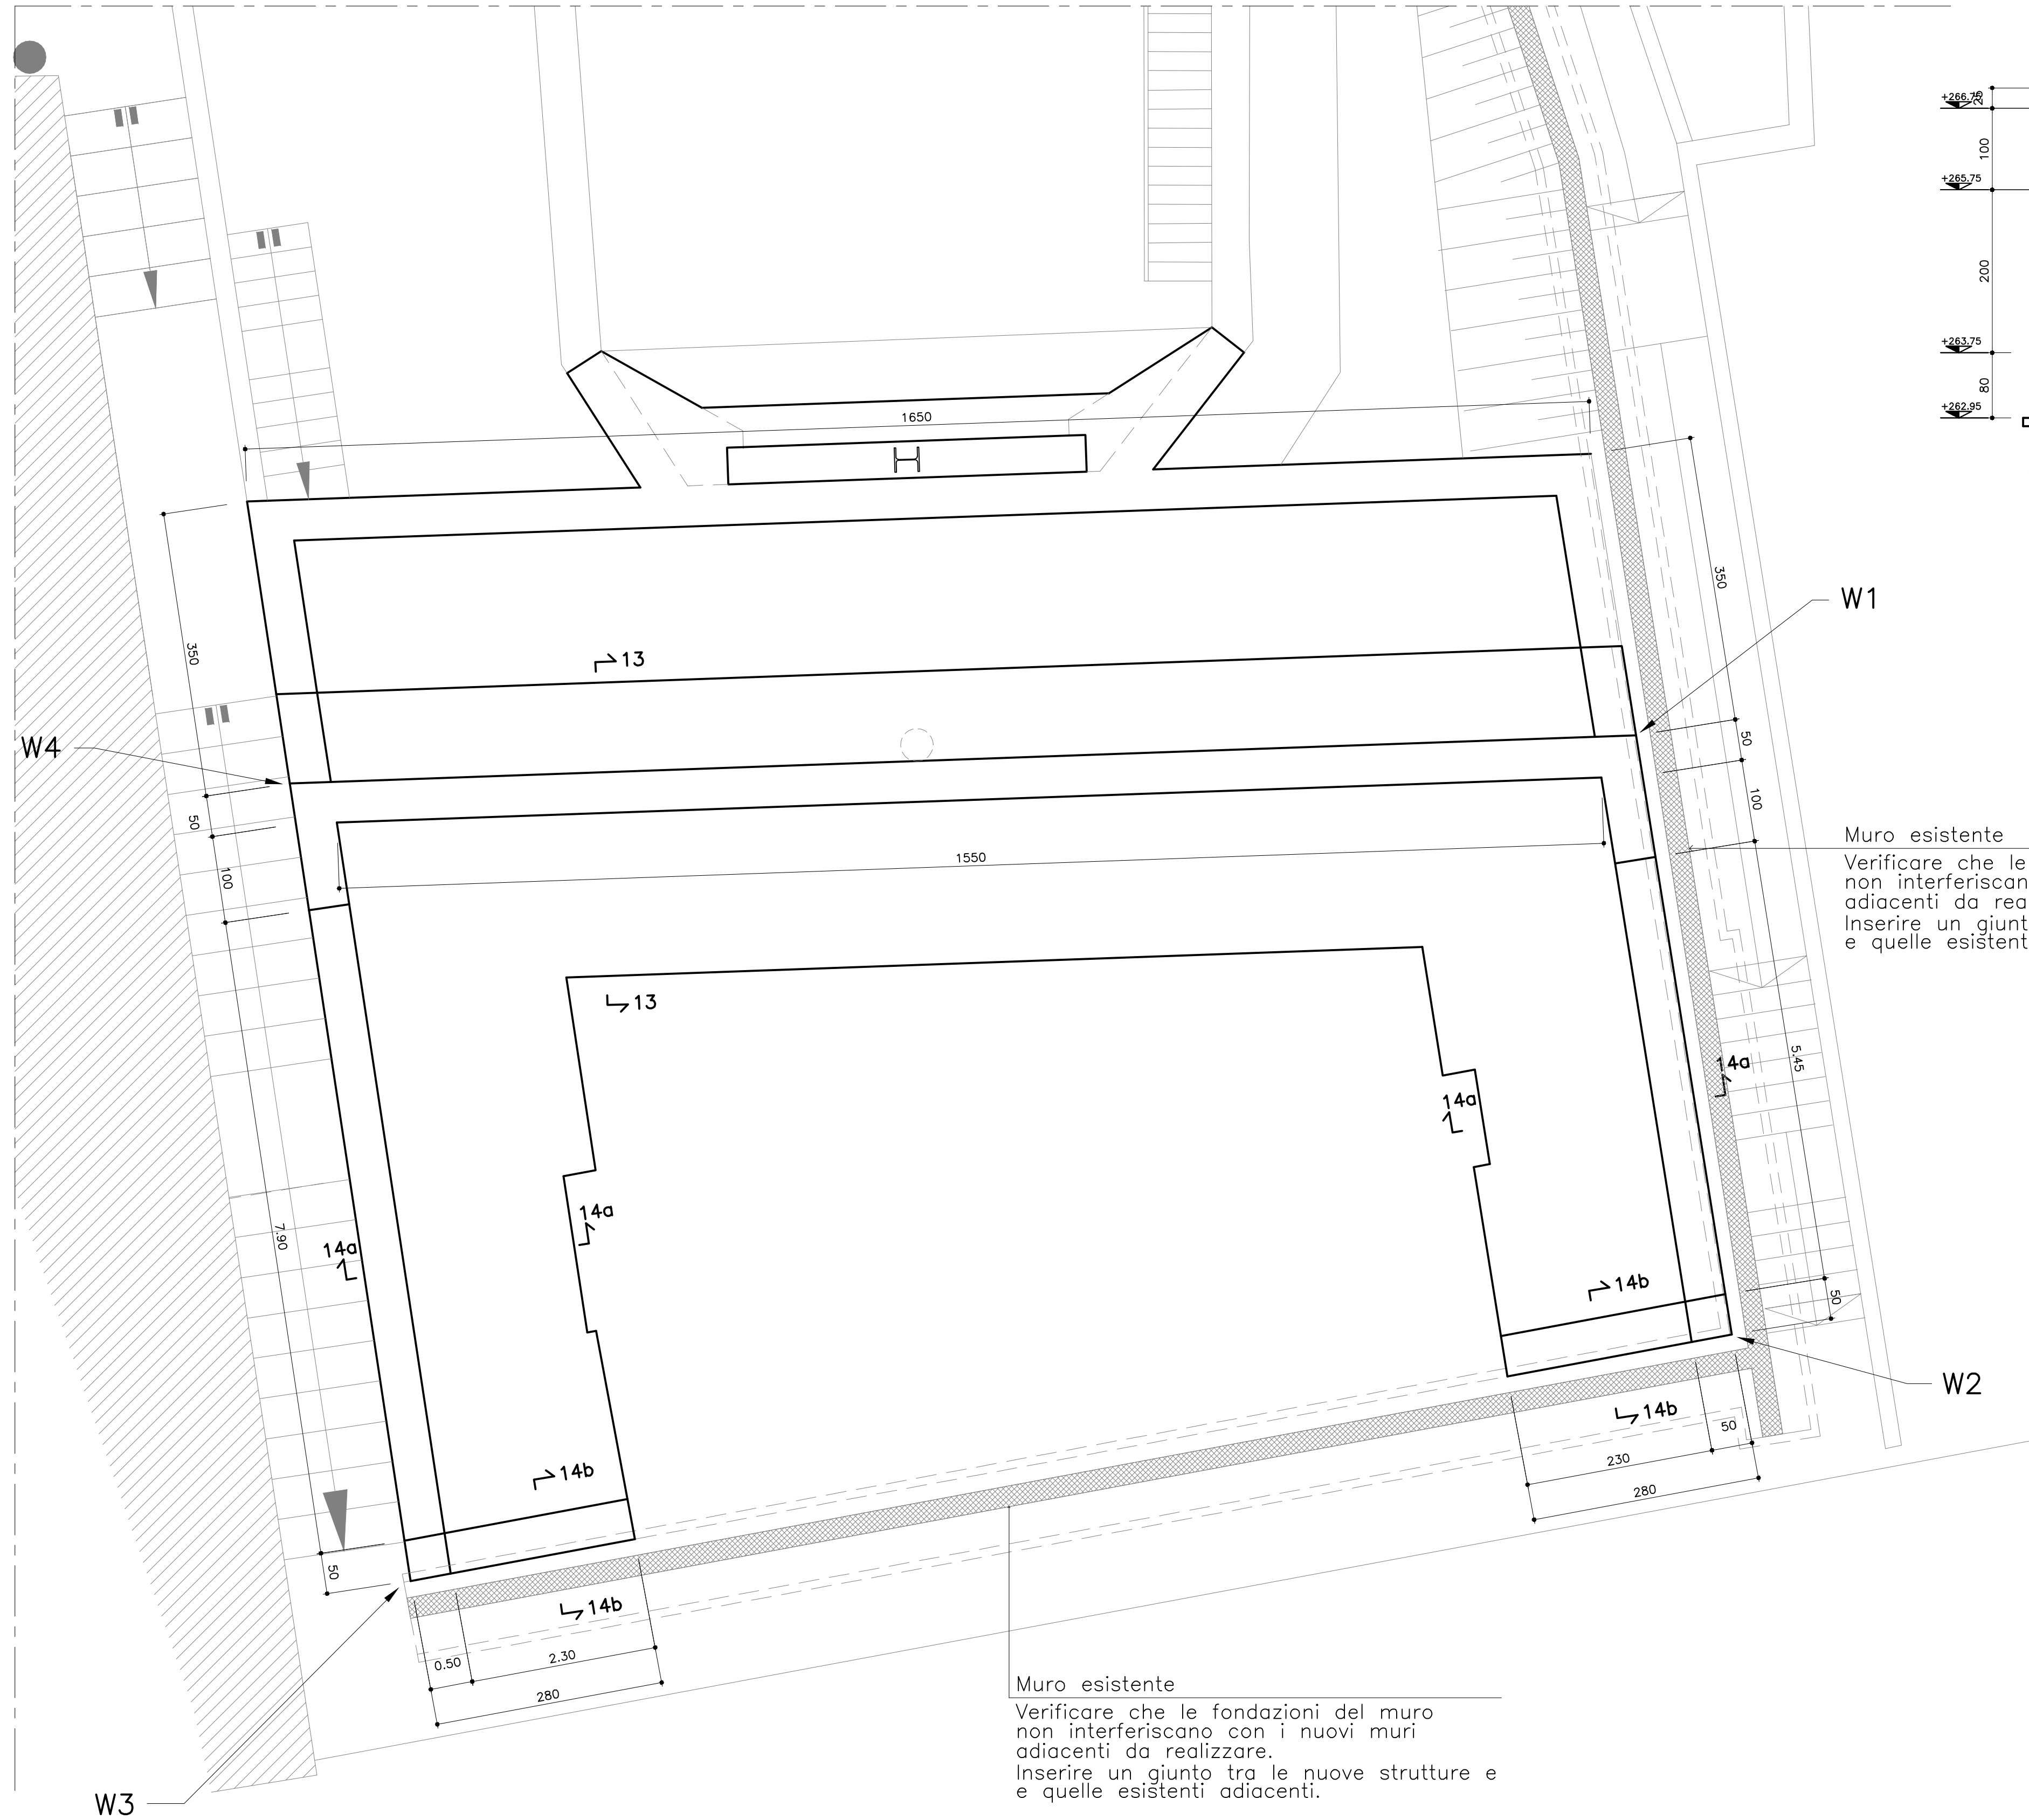 +266.75
25
100
+265.75
200
+263.75
80
+262.95
1650
H
350
W1
350
13
W4
50
50
100
100
1550
Muro esistente
Verificare che le
non interferiscan
adiacenti da rea
Inserire un giunt
e quelle esistent
13
14a
5.45
14a
14a
7.90
14a
14b
50
W2
14b
50
230
280
14b
50
14b
0.50
2.30
280
Muro esistente
Verificare che le fondazioni del muro
non interferiscano con i nuovi muri
adiacenti da realizzare.
Inserire un giunto tra le nuove strutture e
e quelle esistenti adiacenti.
W3